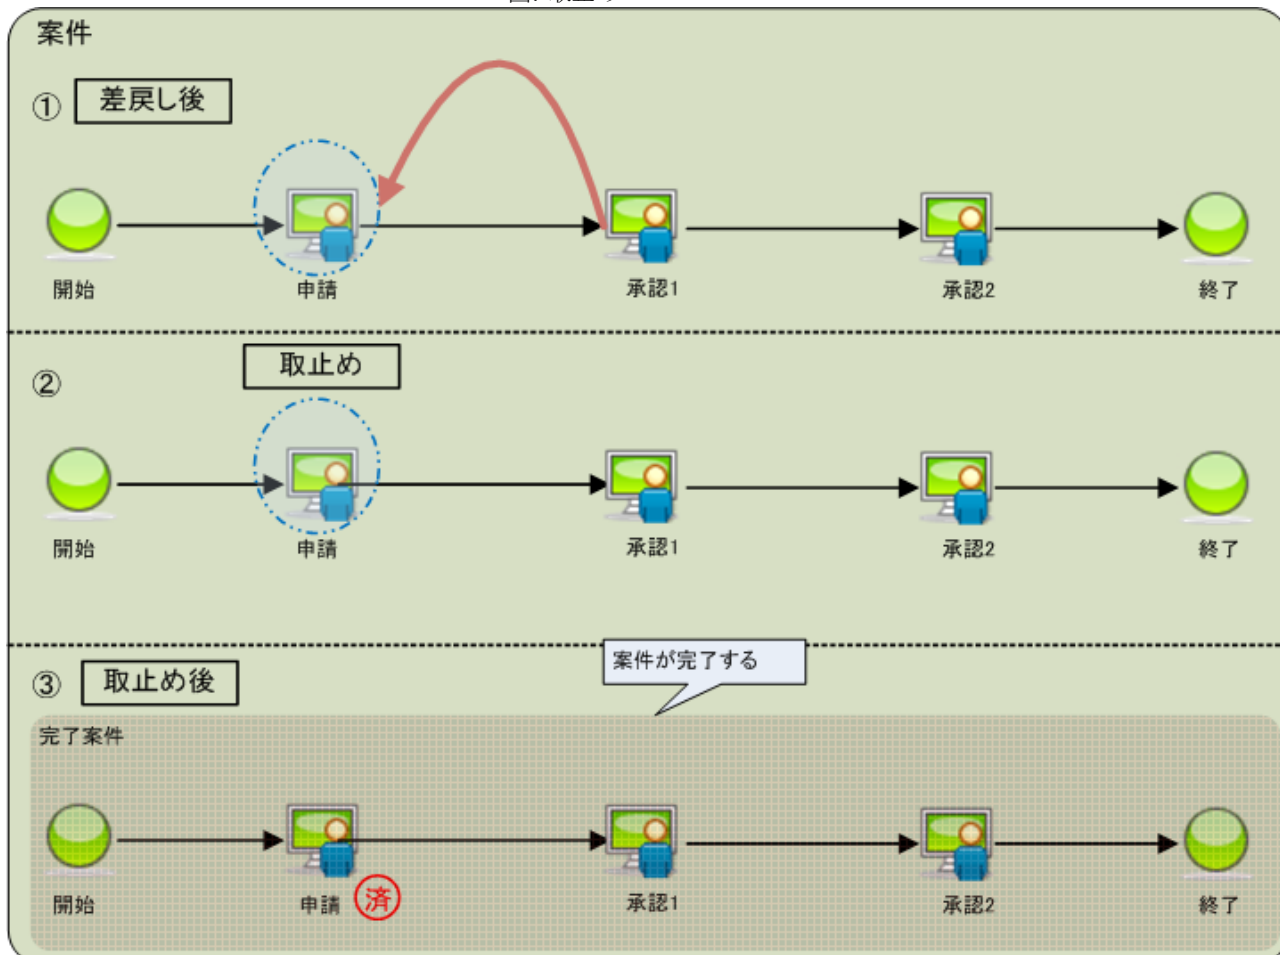 案件
① 差戻し後
開始 申請 承認1 承認2 終了
取止め
②
開始 申請 承認1 承認2 終了
案件が完了する
③ 取止め後
完了案件
開始 申請 済 承認1 承認2 終了